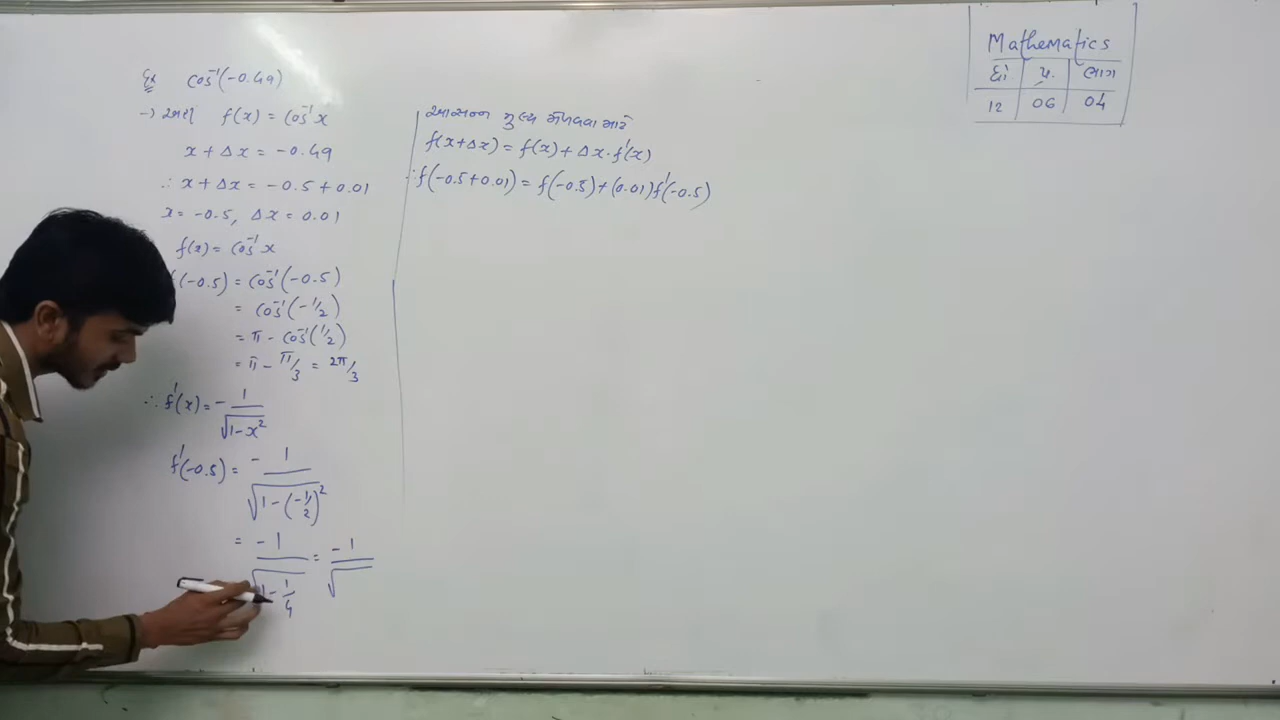 દા cos⁻¹(-0.49)
→ અહીં f(x) = cos⁻¹x
x + Δx = -0.49
∴ x + Δx = -0.5 + 0.01
x = -0.5, Δx = 0.01
f(x) = cos⁻¹ x
f(-0.5) = cos⁻¹(-0.5)
= cos⁻¹(-1/2)
= π - cos⁻¹(1/2)
= π - π/3 = 2π/3
∴ f'(x) = - 1/√(1-x²)
f'(-0.5) = - 1/√(1-(-1/2)²)
= -1/√(1-1/4) = -1/√
આસન્ન મુલ્ય મેળવવા માટે
f(x+Δx) = f(x) + Δx·f'(x)
∴ f(-0.5+0.01) = f(-0.5) + (0.01)f'(-0.5)
Mathematics
ધો પ્ર. ભાગ
12 06 04